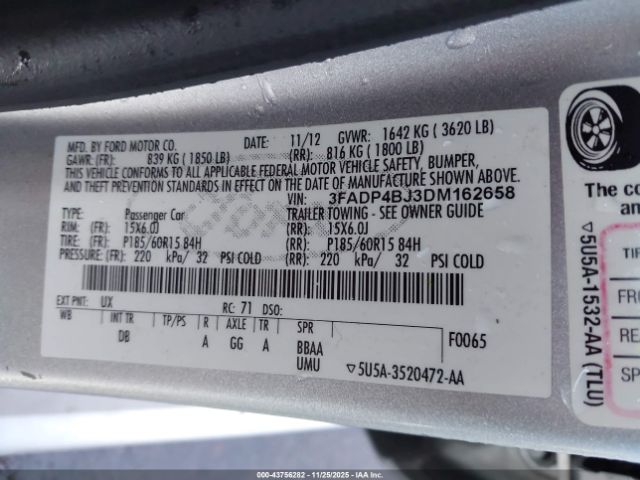 MFD. BY FORD MOTOR CO.
DATE: 11/12 GVWR: 1642 KG ( 3620 LB)
GAWR: (FR): 839 KG ( 1850 LB) (RR): 816 KG ( 1800 LB)
THIS VEHICLE CONFORMS TO ALL APPLICABLE FEDERAL MOTOR VEHICLE SAFETY, BUMPER,
AND THEFT PREVENTION STANDARDS IN EFFECT ON THE DATE OF MANUFACTURE SHOWN ABOVE.
VIN: 3FADP4BJ3DM162658
TYPE: Passenger Car TRAILER TOWING - SEE OWNER GUIDE
RIM: (FR): 15X6.0J (RR): 15X6.0J
TIRE: (FR): P185/60R15 84H (RR): P185/60R15 84H
PRESSURE: (FR): 220 kPa/ 32 PSI COLD (RR): 220 kPa/ 32 PSI COLD
EXT PNT: UX RC: 71 DSO:
WB INT TR TP/PS R AXLE TR SPR F0065
DB A GG A BBAA
UMU ▽5U5A-3520472-AA
The co
affe
▽5U5A-1532-AA (TLU)
TIR
FRO
REA
SP
000-43756282 - 11/25/2025 - IAA, Inc.